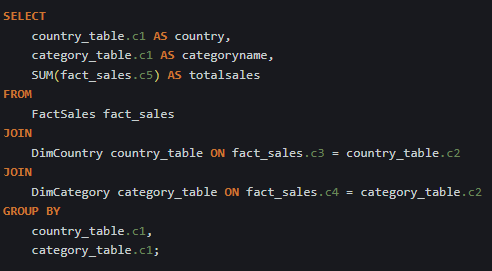 SELECT
country_table.c1 AS country,
category_table.c1 AS categoryname,
SUM(fact_sales.c5) AS totalsales
FROM
FactSales fact_sales
JOIN
DimCountry country_table ON fact_sales.c3 = country_table.c2
JOIN
DimCategory category_table ON fact_sales.c4 = category_table.c2
GROUP BY
country_table.c1,
category_table.c1;